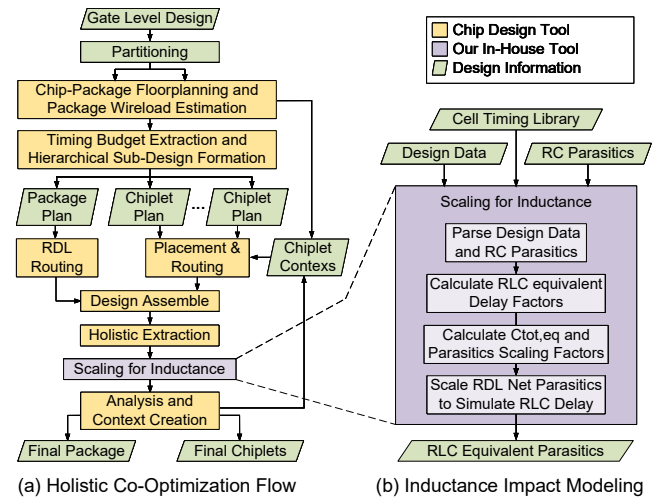 Gate Level Design
Partitioning
Chip-Package Floorplanning and
Package Wireload Estimation
Timing Budget Extraction and
Hierarchical Sub-Design Formation
Package
Plan
Chiplet
Plan
...
Chiplet
Plan
RDL
Routing
Placement &
Routing
Chiplet
Contexs
Design Assemble
Holistic Extraction
Scaling for Inductance
Analysis and
Context Creation
Final Package
Final Chiplets
(a) Holistic Co-Optimization Flow
Chip Design Tool
Our In-House Tool
Design Information
Cell Timing Library
Design Data
RC Parasitics
Scaling for Inductance
Parse Design Data
and RC Parasitics
Calculate RLC equivalent
Delay Factors
Calculate Ctot,eq and
Parasitics Scaling Factors
Scale RDL Net Parasitics
to Simulate RLC Delay
RLC Equivalent Parasitics
(b) Inductance Impact Modeling